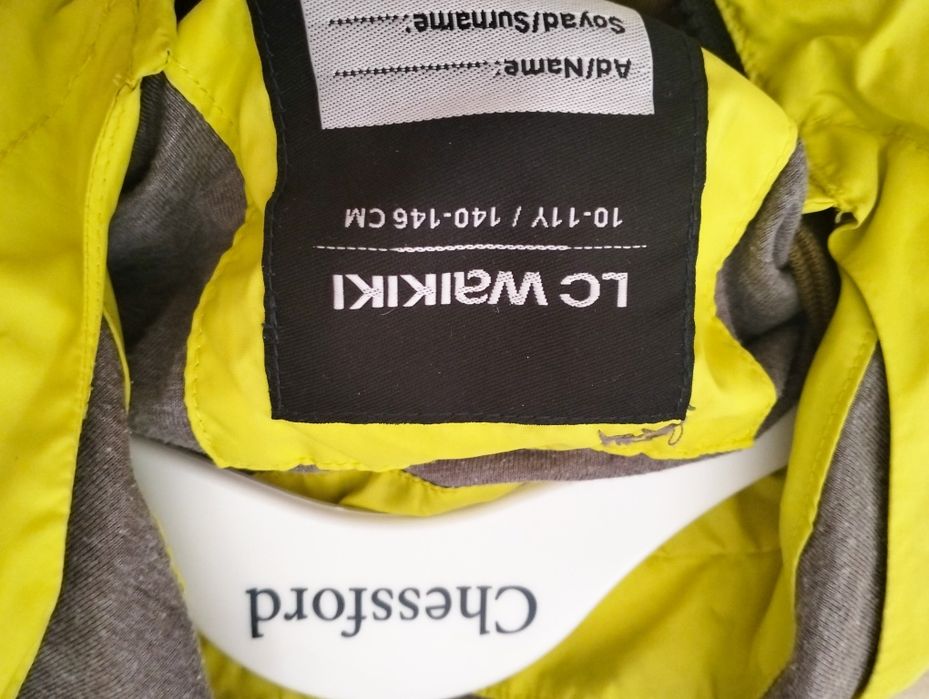 Chessford
LC WAIKIKI
10-11Y / 140-146 CM
Ad/Name:........................
Soyad/Surname: